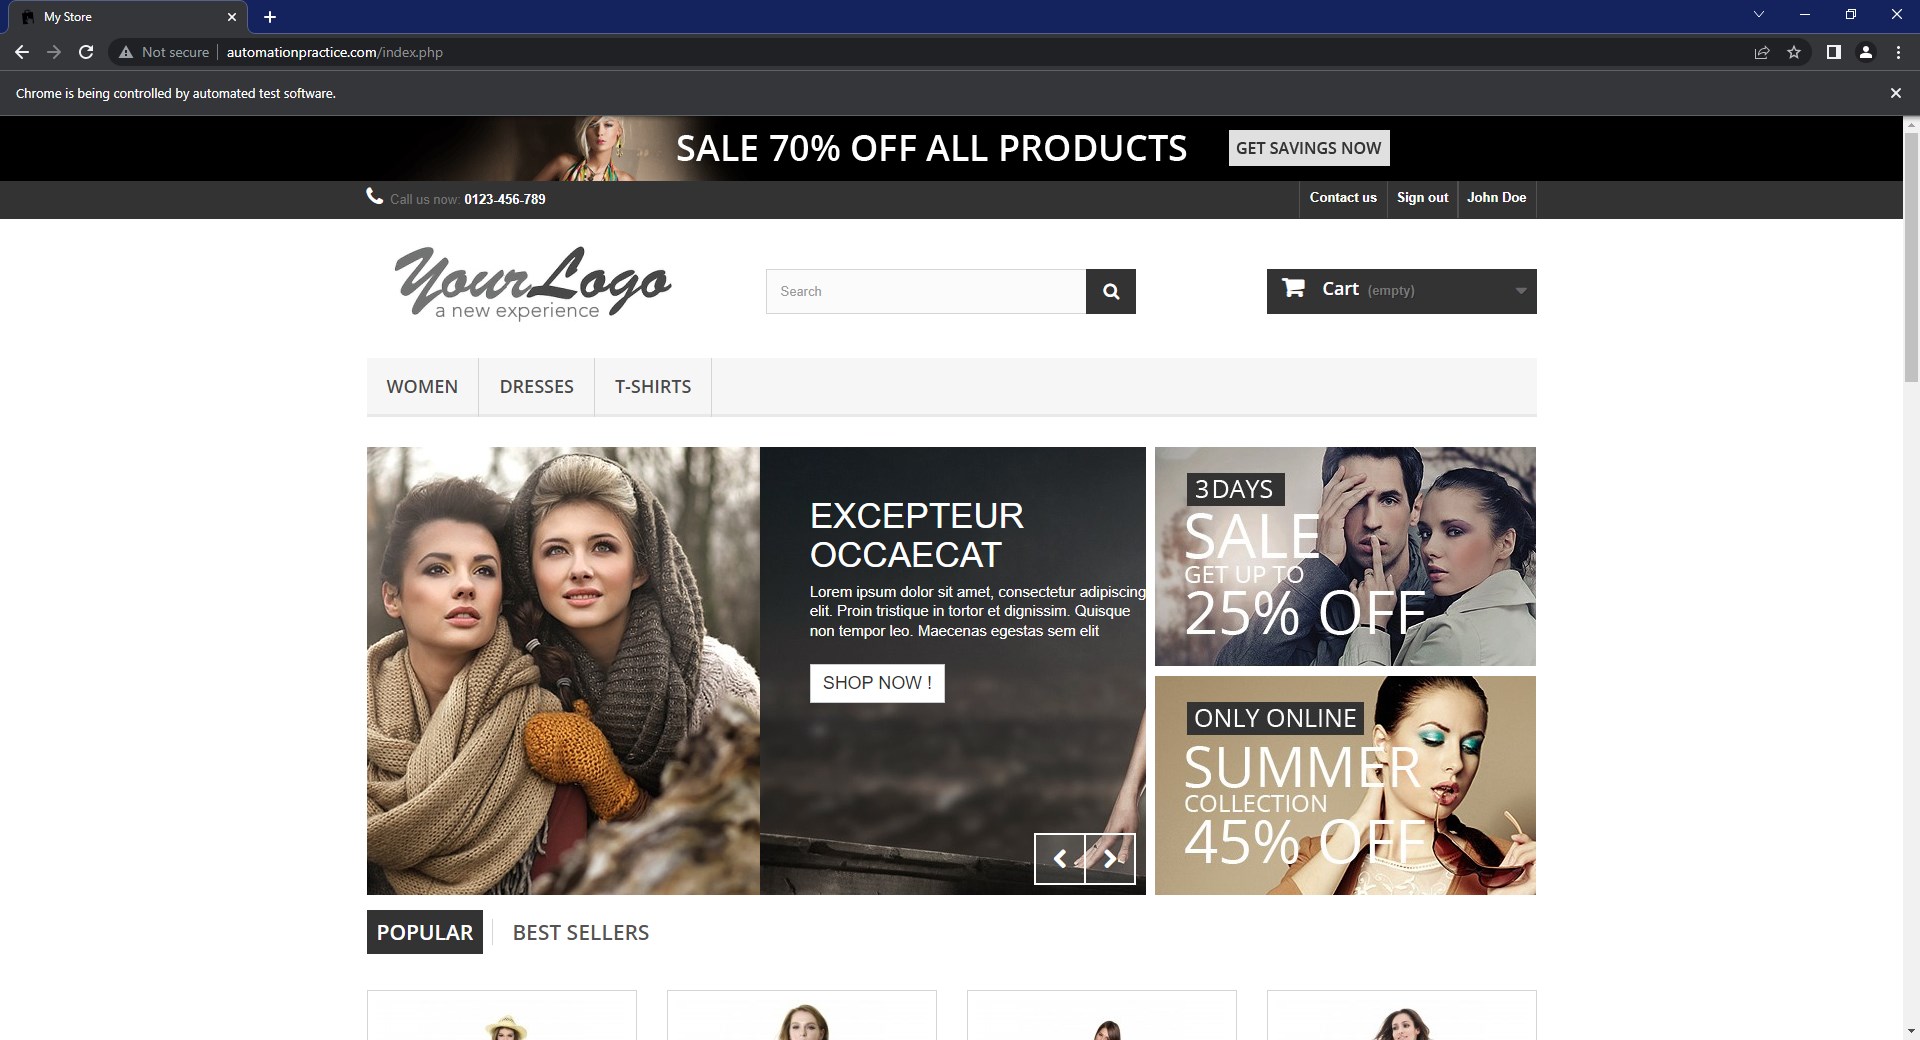 My Store
Not secure
automationpractice.com/index.php
Chrome is being controlled by automated test software.
SALE 70% OFF ALL PRODUCTS
GET SAVINGS NOW
Call us now: 0123-456-789
Contact us
Sign out
John Doe
YourLogo
a new experience
Search
Cart (empty)
WOMEN
DRESSES
T-SHIRTS
EXCEPTEUR
OCCAECAT
Lorem ipsum dolor sit amet, consectetur adipiscing
elit. Proin tristique in tortor et dignissim. Quisque
non tempor leo. Maecenas egestas sem elit
SHOP NOW !
3DAYS
SALE
GET UP TO
25% OFF
ONLY ONLINE
SUMMER
COLLECTION
45% OFF
POPULAR
BEST SELLERS